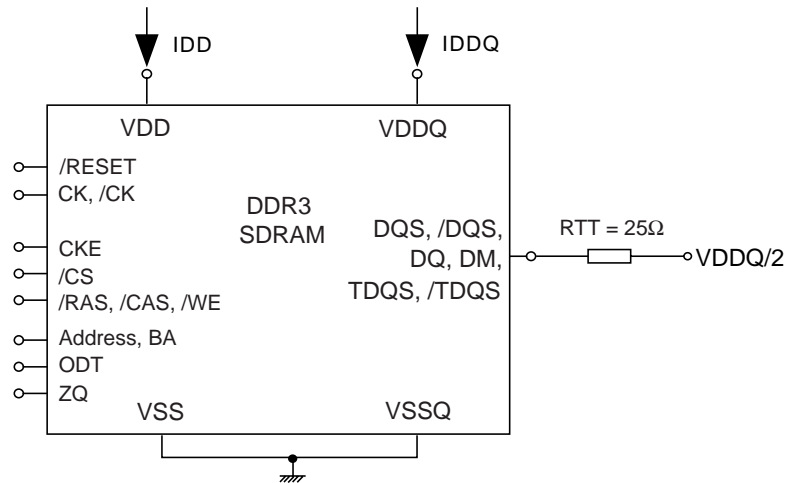 IDD
IDDQ
VDD
VDDQ
/RESET
CK, /CK
CKE
/CS
/RAS, /CAS, /WE
Address, BA
ODT
ZQ
DDR3
SDRAM
DQS, /DQS,
DQ, DM,
TDQS, /TDQS
RTT = 25Ω
VDDQ/2
VSS
VSSQ